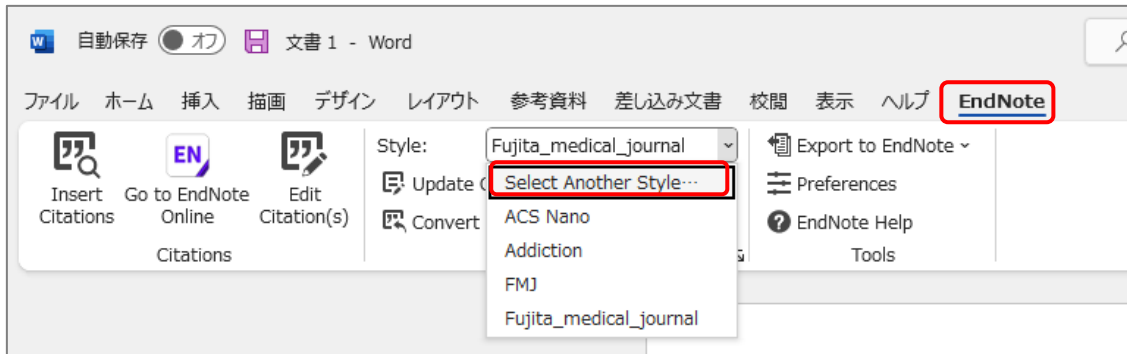 自動保存 オフ 文書 1 - Word
ファイル ホーム 挿入 描画 デザイン レイアウト 参考資料 差し込み文書 校閲 表示 ヘルプ EndNote
Insert Citations
Go to EndNote Online
Edit Citation(s)
Citations
Style: Fujita_medical_journal
Update
Convert
Select Another Style…
ACS Nano
Addiction
FMJ
Fujita_medical_journal
Export to EndNote
Preferences
EndNote Help
Tools